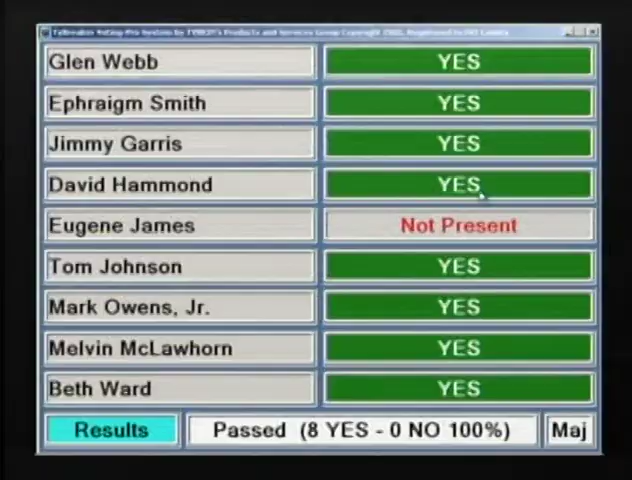 Glen Webb YES
Ephraigm Smith YES
Jimmy Garris YES
David Hammond YES
Eugene James Not Present
Tom Johnson YES
Mark Owens, Jr. YES
Melvin McLawhorn YES
Beth Ward YES
Results Passed (8 YES - 0 NO 100%) Maj